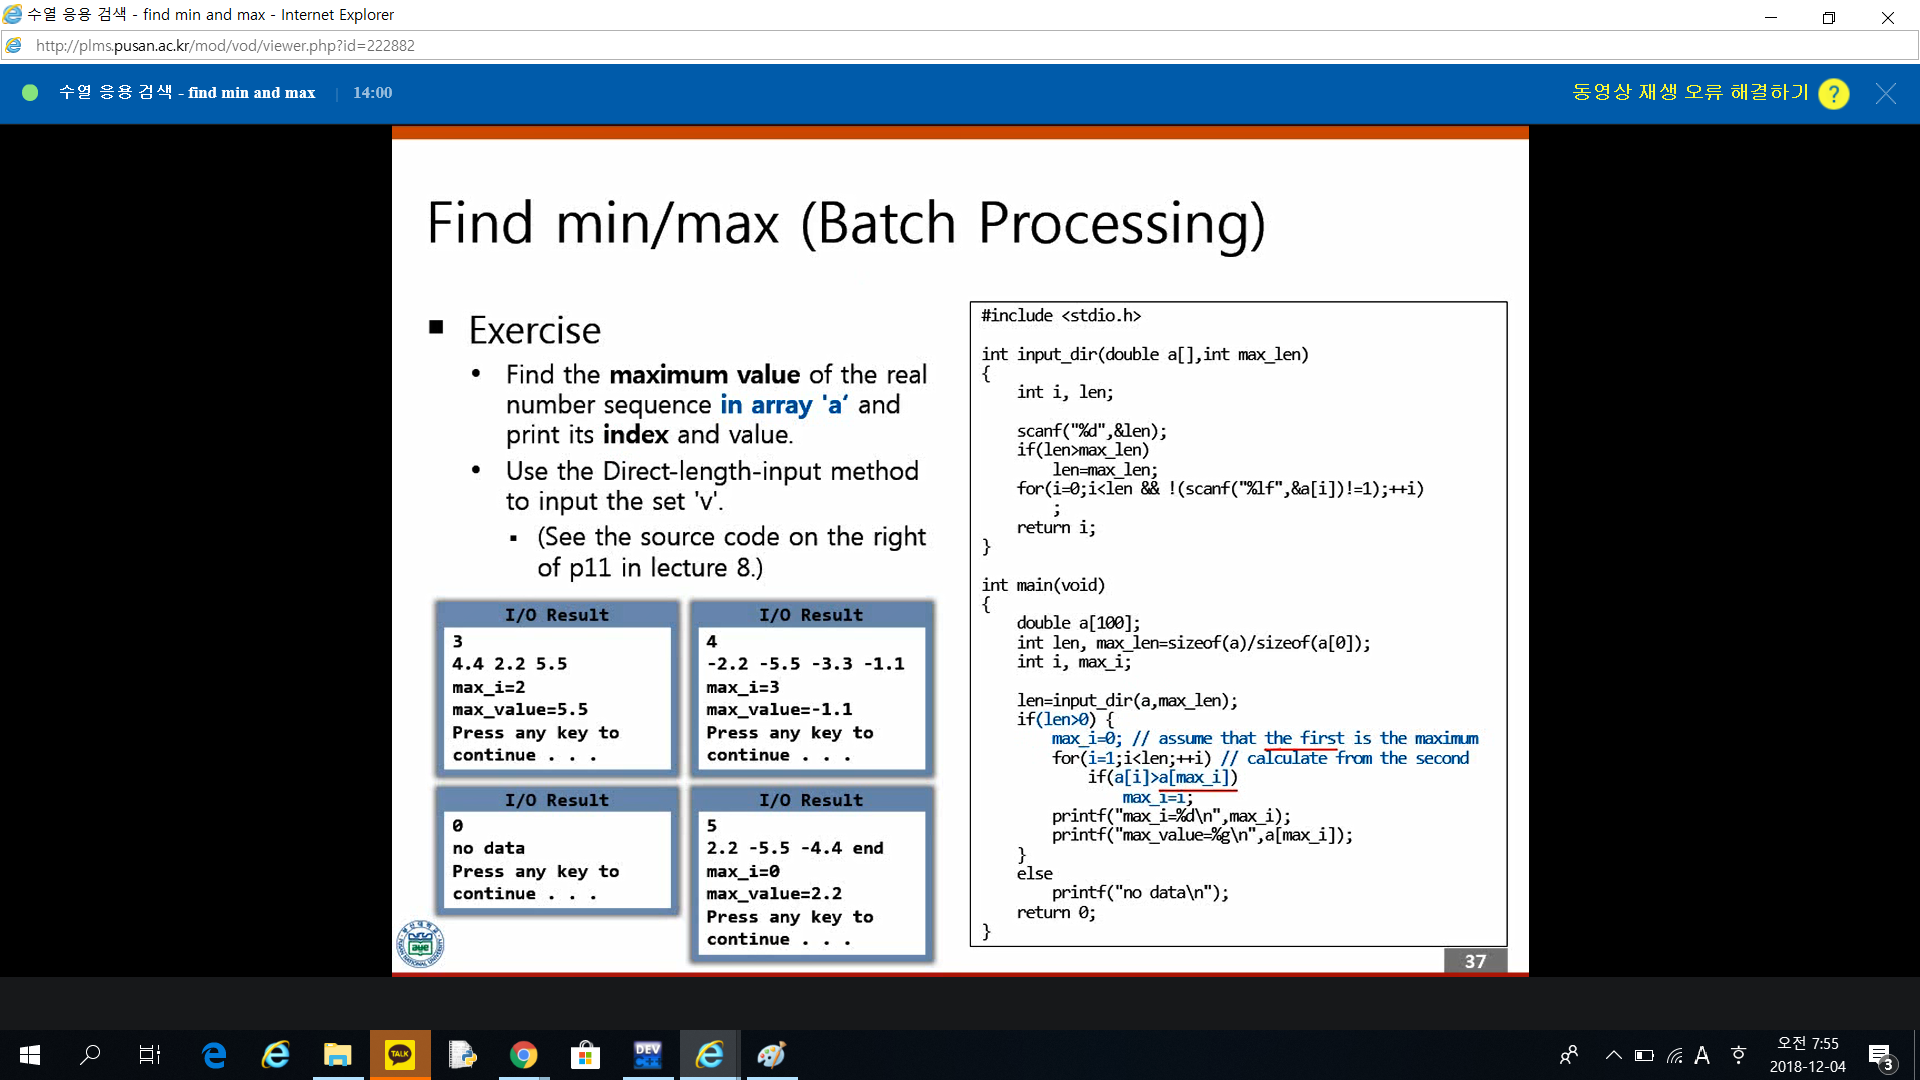 수열 응용 검색 - find min and max - Internet Explorer
http://plms.pusan.ac.kr/mod/vod/viewer.php?id=222882
수열 응용 검색 - find min and max | 14:00
동영상 재생 오류 해결하기 ?
Find min/max (Batch Processing)
■ Exercise
• Find the maximum value of the real
number sequence in array 'a‘ and
print its index and value.
• Use the Direct-length-input method
to input the set 'v'.
▪ (See the source code on the right
of p11 in lecture 8.)
I/O Result
3
4.4 2.2 5.5
max_i=2
max_value=5.5
Press any key to
continue . . .
I/O Result
4
-2.2 -5.5 -3.3 -1.1
max_i=3
max_value=-1.1
Press any key to
continue . . .
I/O Result
0
no data
Press any key to
continue . . .
I/O Result
5
2.2 -5.5 -4.4 end
max_i=0
max_value=2.2
Press any key to
continue . . .
#include <stdio.h>
int input_dir(double a[],int max_len)
{
int i, len;
scanf("%d",&len);
if(len>max_len)
len=max_len;
for(i=0;i<len && !(scanf("%lf",&a[i])!=1);++i)
;
return i;
}
int main(void)
{
double a[100];
int len, max_len=sizeof(a)/sizeof(a[0]);
int i, max_i;
len=input_dir(a,max_len);
if(len>0) {
max_i=0; // assume that the first is the maximum
for(i=1;i<len;++i) // calculate from the second
if(a[i]>a[max_i])
max_i=i;
printf("max_i=%d\n",max_i);
printf("max_value=%g\n",a[max_i]);
}
else
printf("no data\n");
return 0;
}
37
TALK
DEV
A
오전 7:55
2018-12-04
3